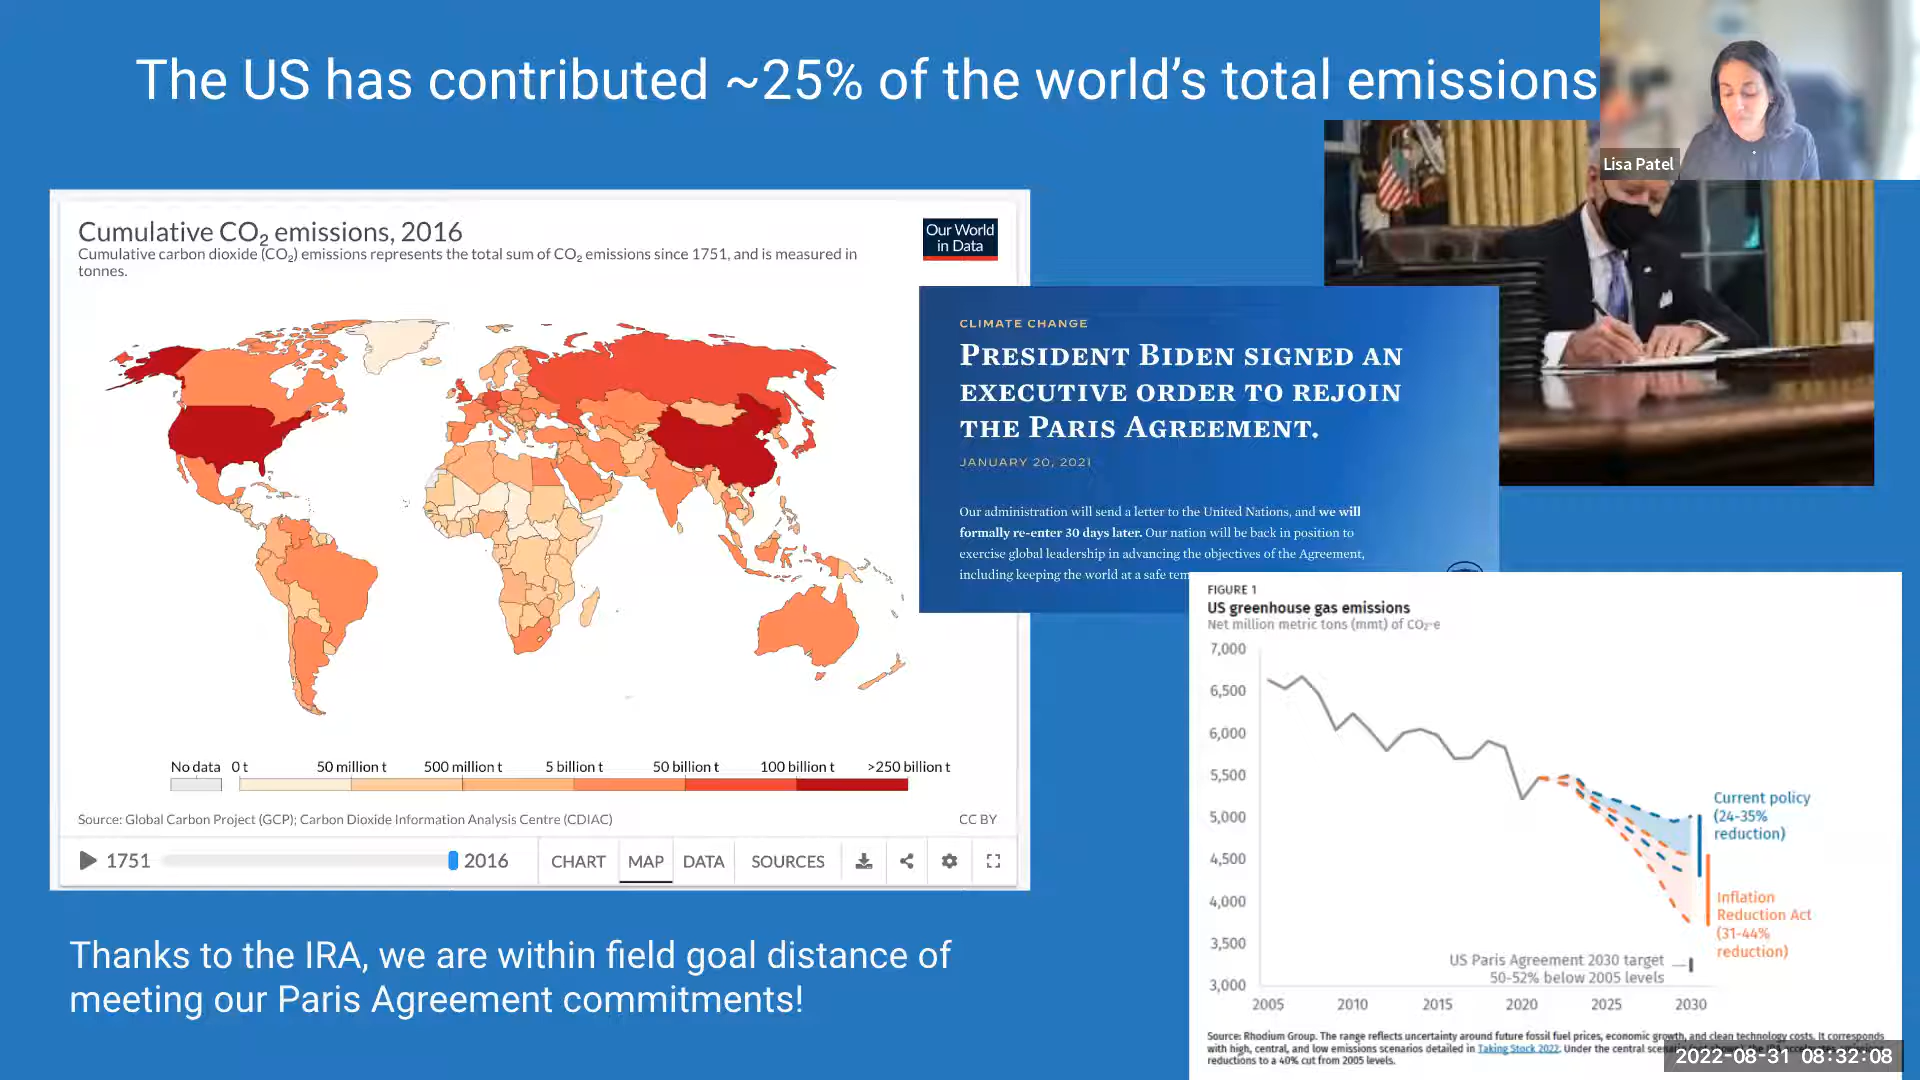 The US has contributed ~25% of the world's total emissions
Lisa Patel
Cumulative CO₂ emissions, 2016
Cumulative carbon dioxide (CO₂) emissions represents the total sum of CO₂ emissions since 1751, and is measured in
tonnes.
Our World
in Data
No data 0 t 50 million t 500 million t 5 billion t 50 billion t 100 billion t >250 billion t
Source: Global Carbon Project (GCP); Carbon Dioxide Information Analysis Centre (CDIAC)
CC BY
1751 2016 CHART MAP DATA SOURCES
CLIMATE CHANGE
PRESIDENT BIDEN SIGNED AN
EXECUTIVE ORDER TO REJOIN
THE PARIS AGREEMENT.
JANUARY 20, 2021
Our administration will send a letter to the United Nations, and we will
formally re-enter 30 days later. Our nation will be back in position to
exercise global leadership in advancing the objectives of the Agreement,
including keeping the world at a safe tem
FIGURE 1
US greenhouse gas emissions
Net million metric tons (mmt) of CO₂-e
7,000
6,500
6,000
5,500
5,000
4,500
4,000
3,500
3,000
2005 2010 2015 2020 2025 2030
Current policy
(24-35%
reduction)
Inflation
Reduction Act
(31-44%
reduction)
US Paris Agreement 2030 target
50-52% below 2005 levels
Source: Rhodium Group. The range reflects uncertainty around future fossil fuel prices, economic growth, and clean technology costs. It corresponds
with high, central, and low emissions scenarios detailed in Taking Stock 2022. Under the central
reductions to a 40% cut from 2005 levels.
Thanks to the IRA, we are within field goal distance of
meeting our Paris Agreement commitments!
2022-08-31 08:32:08